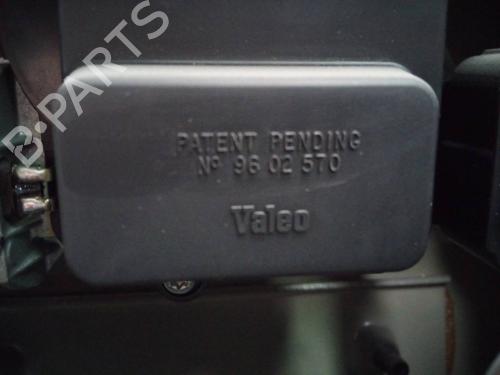 B-PARTS
PATENT PENDING
Nº 96 02 570
Valeo